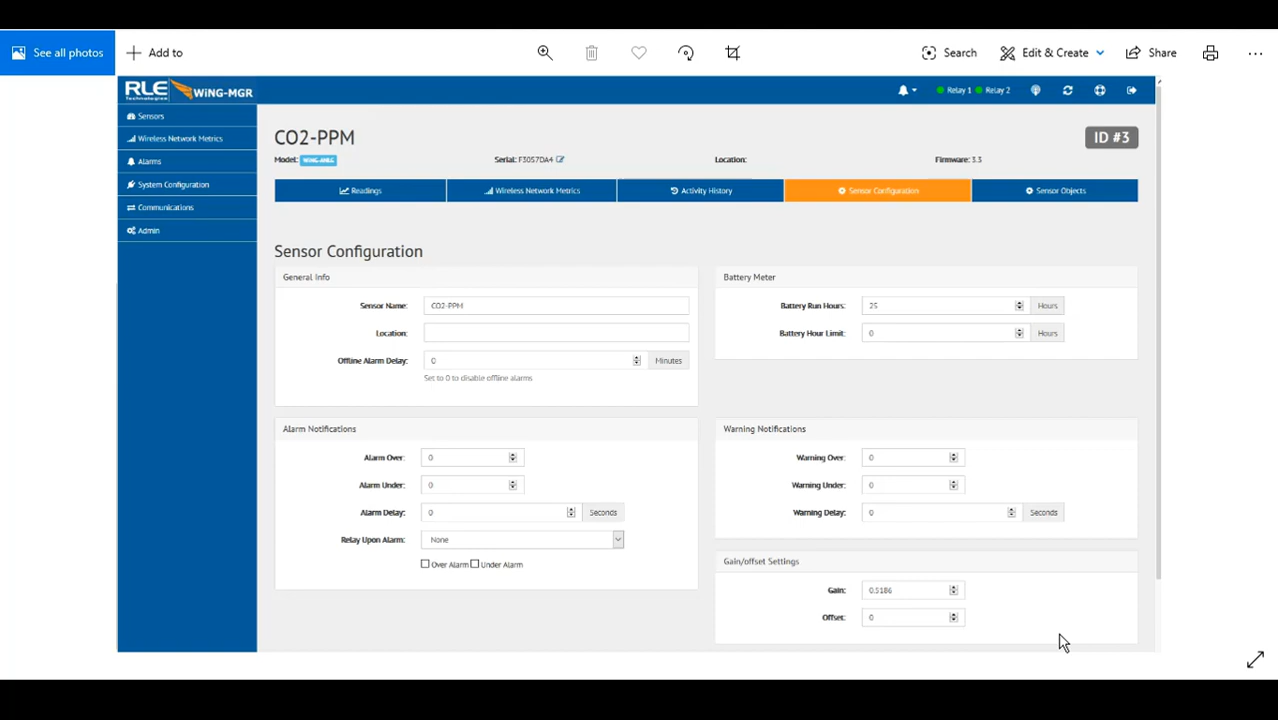 See all photos
Add to
Search
Edit & Create
Share
RLE Technologies WiNG-MGR
Relay 1 Relay 2
Sensors
Wireless Network Metrics
Alarms
System Configuration
Communications
Admin
CO2-PPM
ID #3
Model: WING-ANLG
Serial: F3057DA4
Location:
Firmware: 3.3
Readings
Wireless Network Metrics
Activity History
Sensor Configuration
Sensor Objects
Sensor Configuration
General Info
Sensor Name: CO2-PPM
Location:
Offline Alarm Delay: 0 Minutes
Set to 0 to disable offline alarms
Battery Meter
Battery Run Hours: 25 Hours
Battery Hour Limit: 0 Hours
Alarm Notifications
Alarm Over: 0
Alarm Under: 0
Alarm Delay: 0 Seconds
Relay Upon Alarm: None
Over Alarm Under Alarm
Warning Notifications
Warning Over: 0
Warning Under: 0
Warning Delay: 0 Seconds
Gain/offset Settings
Gain: 0.5186
Offset: 0